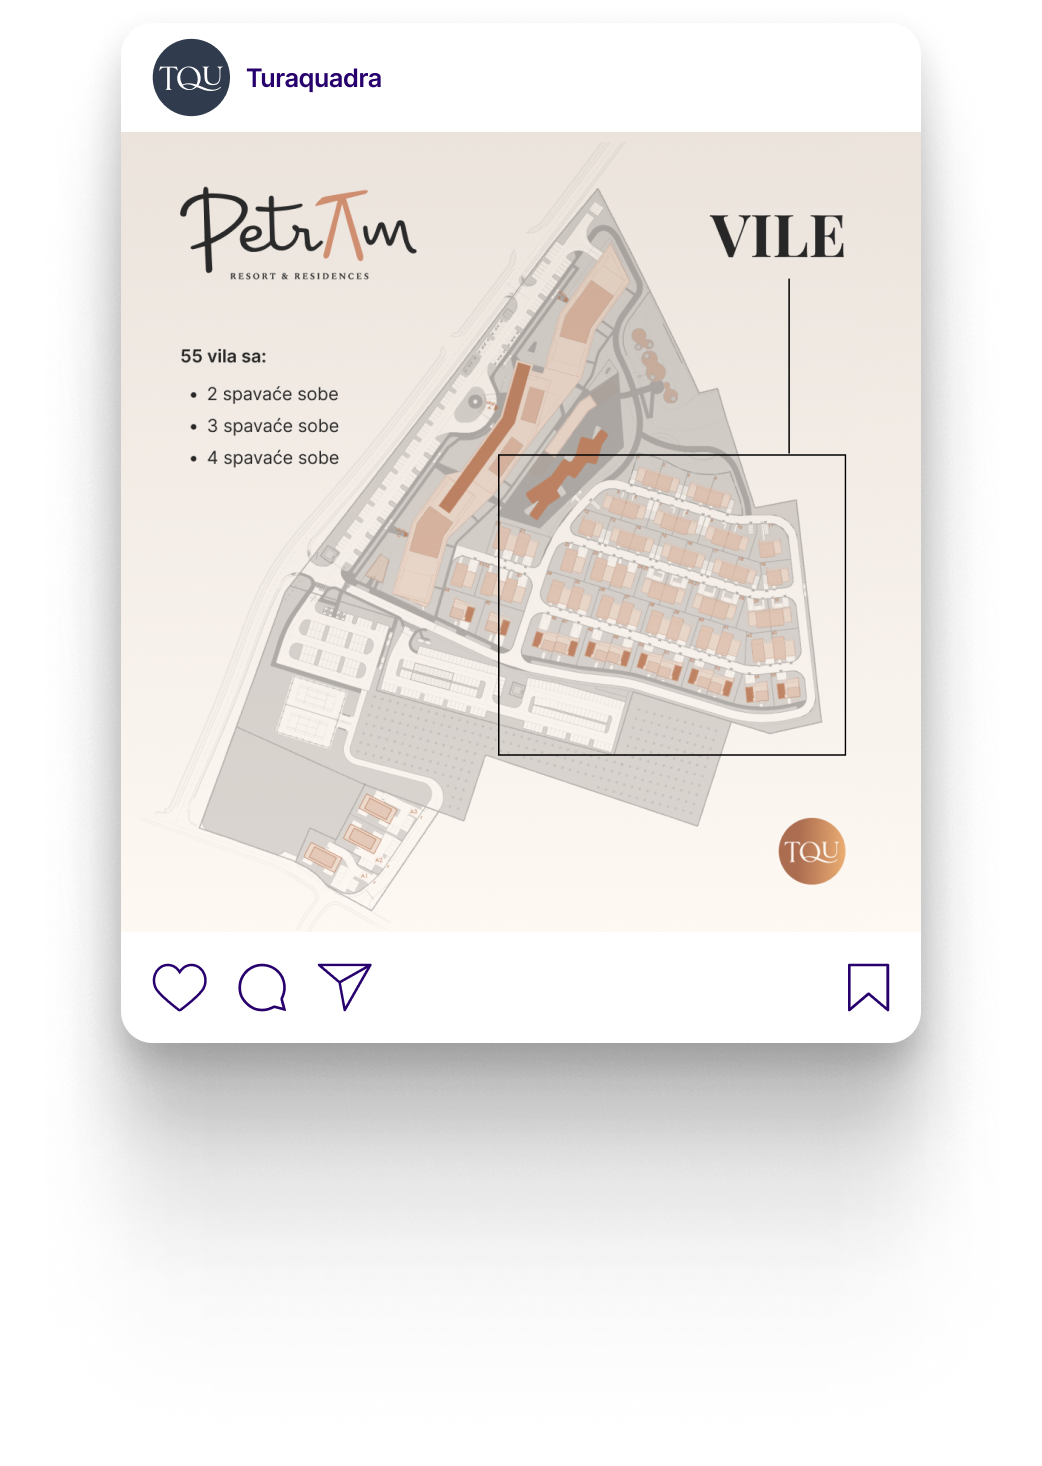 TQU
Turaquadra
Petram
RESORT & RESIDENCES
VILE
55 vila sa:
• 2 spavaće sobe
• 3 spavaće sobe
• 4 spavaće sobe
TQU